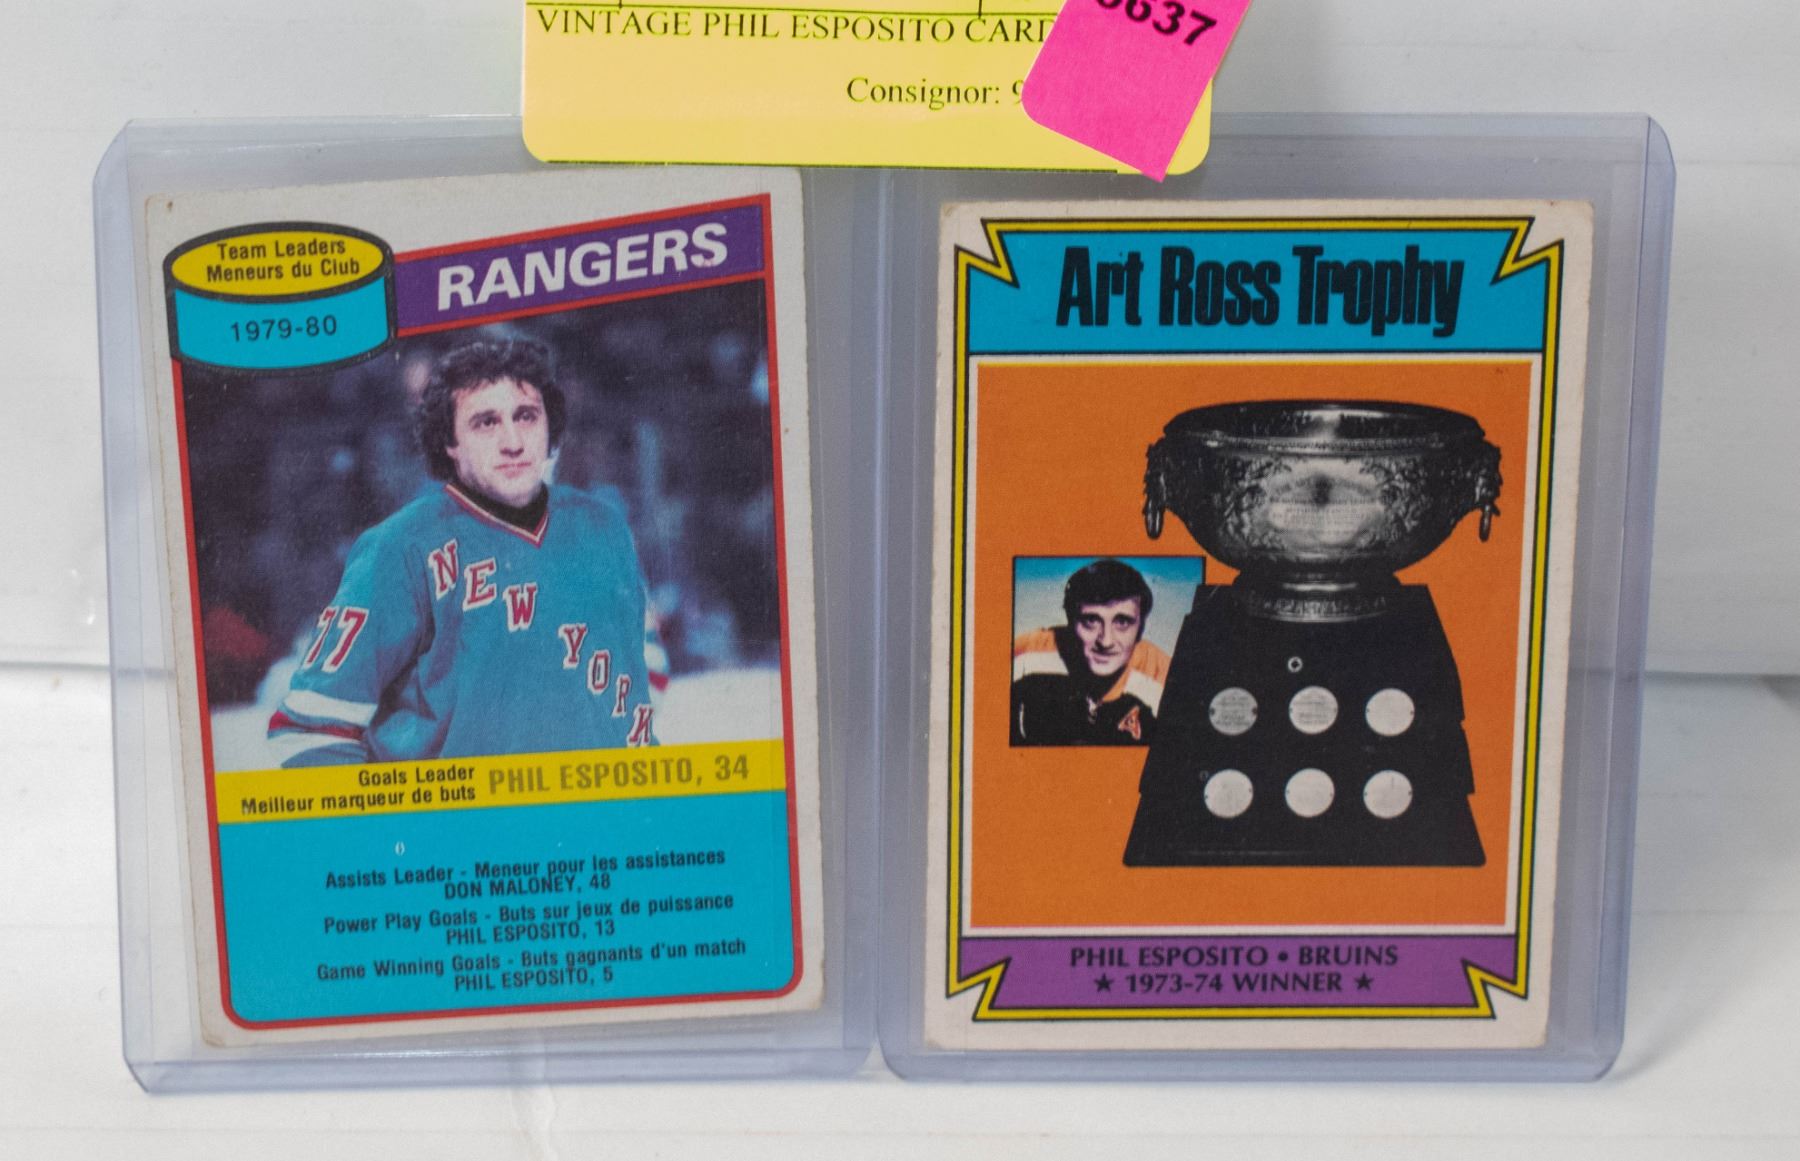 VINTAGE PHIL ESPOSITO
Consignor:
Team Leaders
Meneurs du Club
1979-80
RANGERS
77
NEW YORK
Goals Leader
Meilleur marqueur de buts
PHIL ESPOSITO, 34
Assists Leader - Meneur pour les assistances
DON MALONEY, 48
Power Play Goals - Buts sur jeux de puissance
PHIL ESPOSITO, 13
Game Winning Goals - Buts gagnants d'un match
PHIL ESPOSITO, 5
Art Ross Trophy
PHIL ESPOSITO • BRUINS
★ 1973-74 WINNER ★